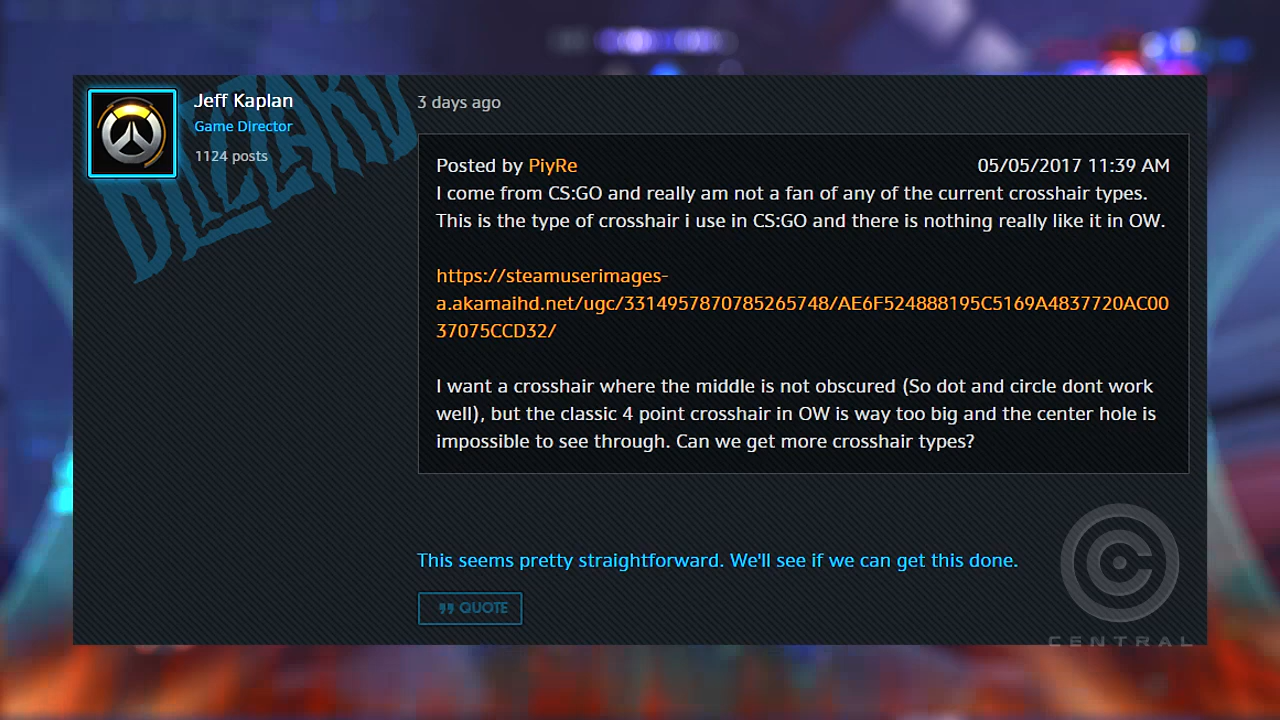 Jeff Kaplan
Game Director
1124 posts
BLIZZARD
3 days ago
Posted by PiyRe 05/05/2017 11:39 AM
I come from CS:GO and really am not a fan of any of the current crosshair types.
This is the type of crosshair i use in CS:GO and there is nothing really like it in OW.
https://steamuserimages-
a.akamaihd.net/ugc/3314957870785265748/AE6F524888195C5169A4837720AC00
37075CCD32/
I want a crosshair where the middle is not obscured (So dot and circle dont work
well), but the classic 4 point crosshair in OW is way too big and the center hole is
impossible to see through. Can we get more crosshair types?
This seems pretty straightforward. We'll see if we can get this done.
QUOTE
CENTRAL